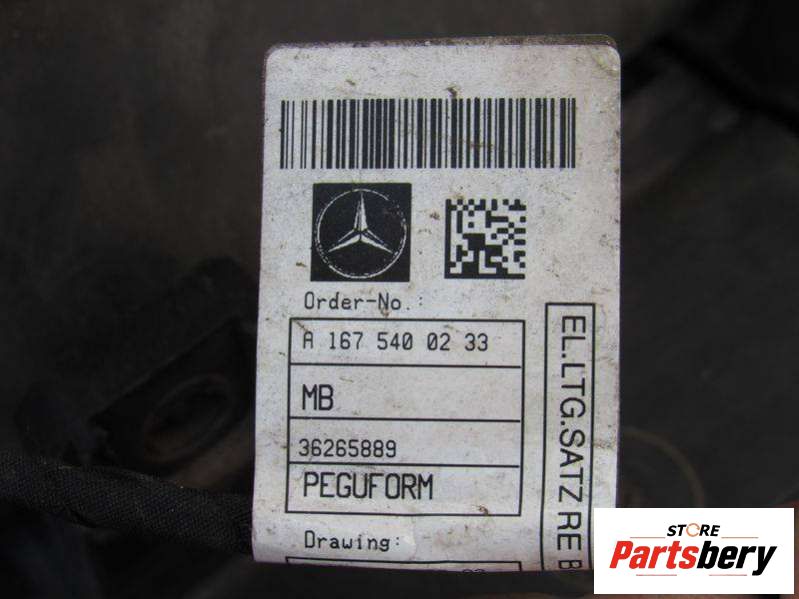 Order-No.:
A 167 540 02 33
MB
36265889
PEGUFORM
Drawing:
EL.LTG.SATZ RE
STORE
Partsbery